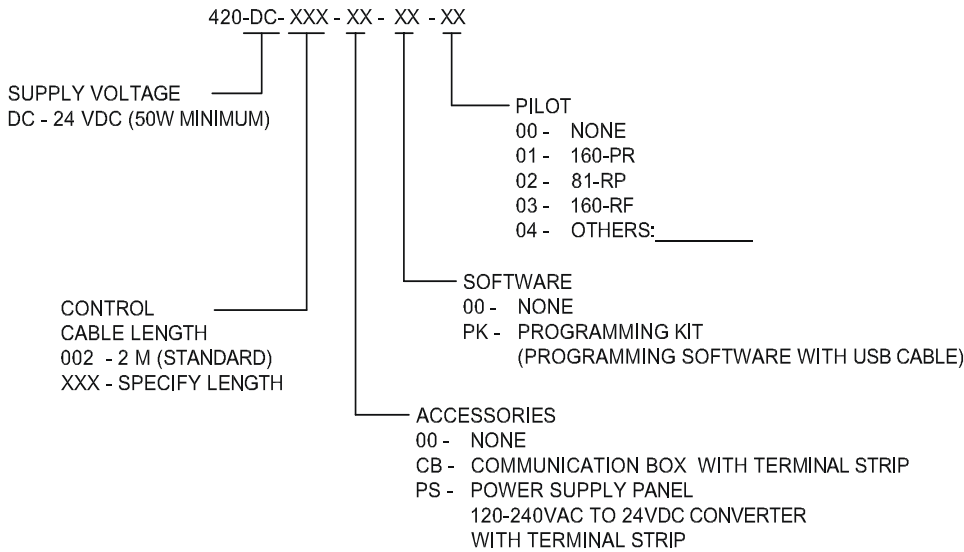 420-DC- XXX - XX - XX - XX
SUPPLY VOLTAGE
DC - 24 VDC (50W MINIMUM)
PILOT
00 - NONE
01 - 160-PR
02 - 81-RP
03 - 160-RF
04 - OTHERS:__________
SOFTWARE
00 - NONE
PK - PROGRAMMING KIT
(PROGRAMMING SOFTWARE WITH USB CABLE)
CONTROL
CABLE LENGTH
002 - 2 M (STANDARD)
XXX - SPECIFY LENGTH
ACCESSORIES
00 - NONE
CB - COMMUNICATION BOX WITH TERMINAL STRIP
PS - POWER SUPPLY PANEL
120-240VAC TO 24VDC CONVERTER
WITH TERMINAL STRIP